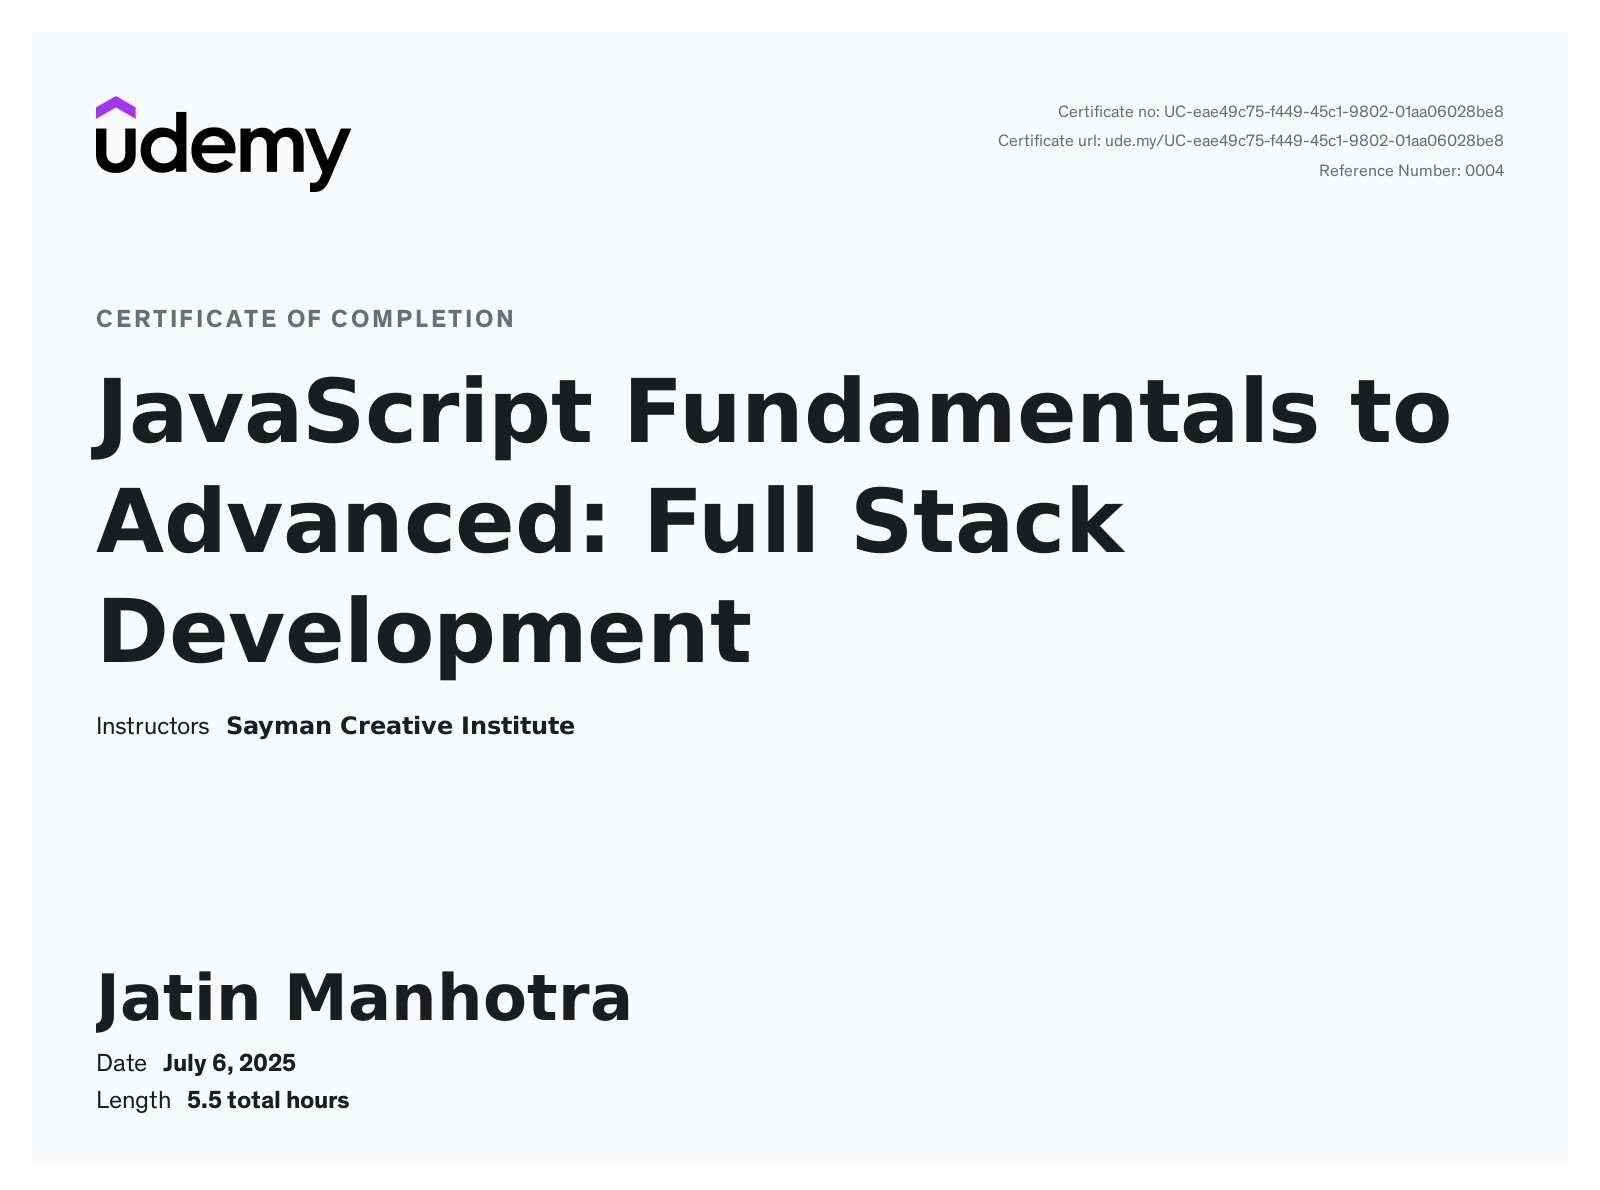 udemy
Certificate no: UC-eae49c75-f449-45c1-9802-01aa06028be8
Certificate url: ude.my/UC-eae49c75-f449-45c1-9802-01aa06028be8
Reference Number: 0004
CERTIFICATE OF COMPLETION
JavaScript Fundamentals to
Advanced: Full Stack
Development
Instructors Sayman Creative Institute
Jatin Manhotra
Date July 6, 2025
Length 5.5 total hours